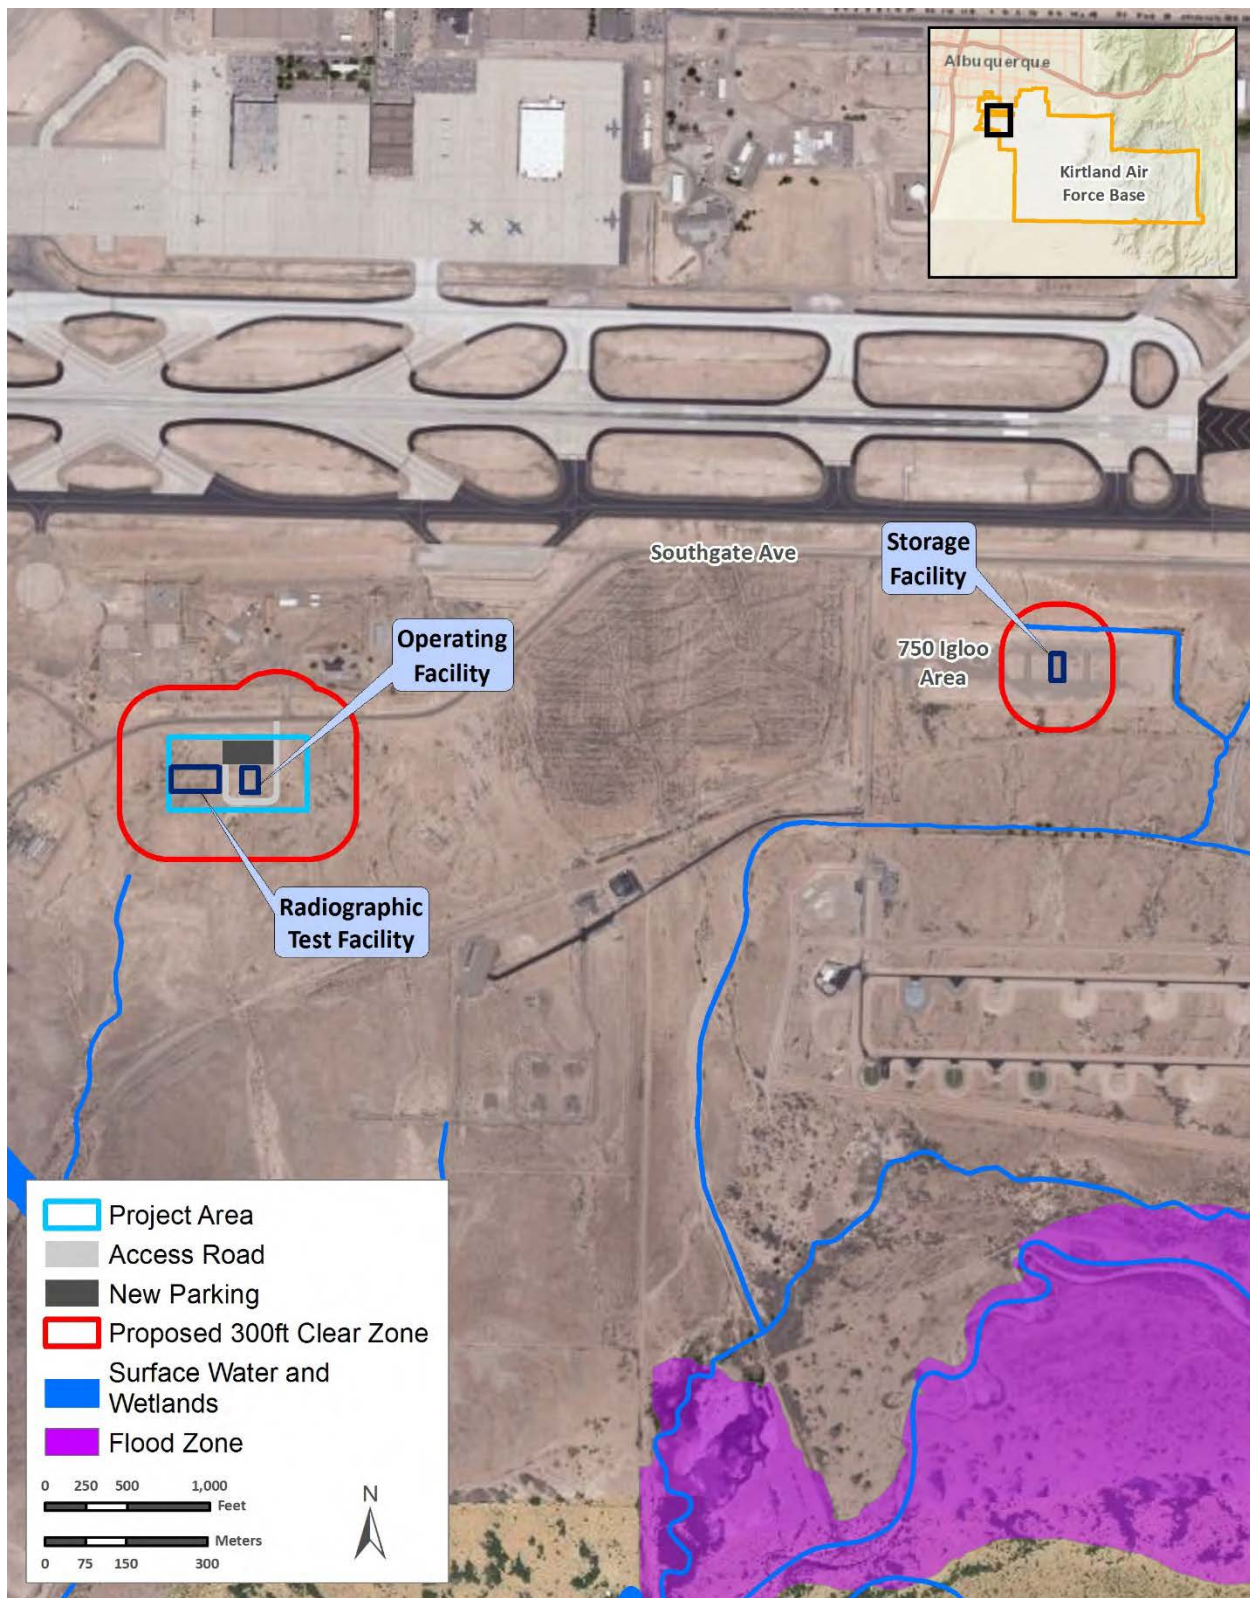 Albuquerque
Kirtland Air
Force Base
Southgate Ave
Storage
Facility
750 Igloo
Area
Operating
Facility
Radiographic
Test Facility
Project Area
Access Road
New Parking
Proposed 300ft Clear Zone
Surface Water and
Wetlands
Flood Zone
0 250 500 1,000
Feet
Meters
0 75 150 300
N